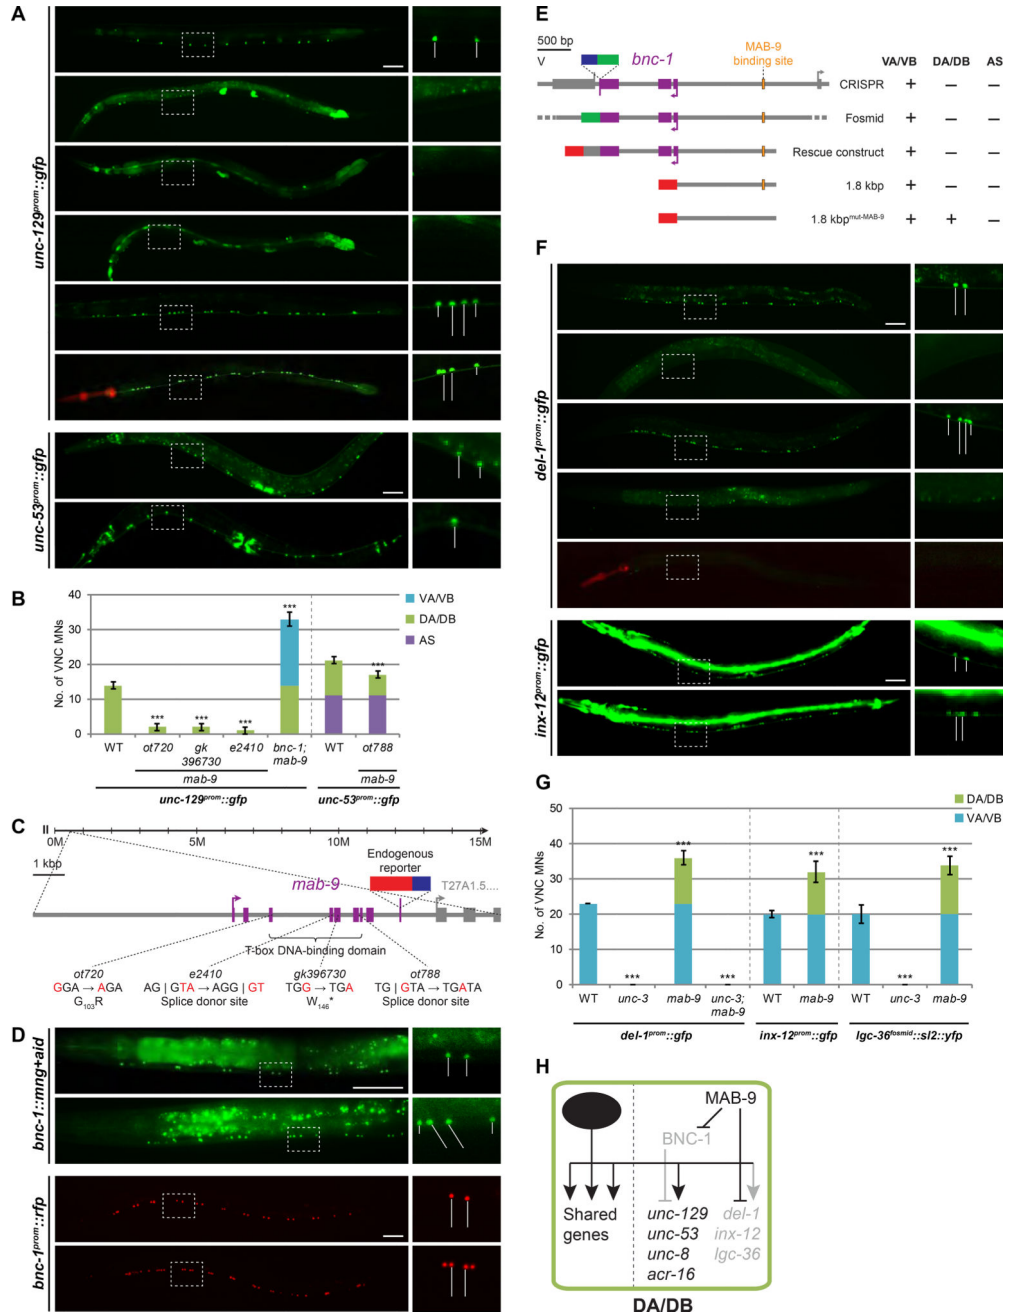 A
unc-129prom::gfp
unc-53prom::gfp
B
No. of VNC MNs
40
30
20
10
0
VA/VB
DA/DB
AS
***
***
***
***
***
WT
ot720
gk
396730
e2410
bnc-1;
mab-9
WT
ot788
mab-9
mab-9
unc-129prom::gfp
unc-53prom::gfp
C
II
0M
5M
10M
15M
1 kbp
mab-9
Endogenous
reporter
T27A1.5....
T-box DNA-binding domain
ot720
GGA → AGA
G103R
e2410
AG | GTA → AGG | GT
Splice donor site
gk396730
TGG → TGA
W146*
ot788
TG | GTA → TGATA
Splice donor site
D
bnc-1::mng+aid
bnc-1prom::rfp
E
500 bp
V
bnc-1
MAB-9
binding site
VA/VB DA/DB AS
CRISPR + – –
Fosmid + – –
Rescue construct + – –
1.8 kbp + – –
1.8 kbpmut-MAB-9 + + –
F
del-1prom::gfp
inx-12prom::gfp
G
No. of VNC MNs
50
40
30
20
10
0
DA/DB
VA/VB
***
***
***
***
***
***
WT
unc-3
mab-9
unc-3;
mab-9
WT
mab-9
WT
unc-3
mab-9
del-1prom::gfp
inx-12prom::gfp
lgc-36fosmid::sl2::yfp
H
MAB-9
BNC-1
Shared
genes
unc-129
unc-53
unc-8
acr-16
del-1
inx-12
lgc-36
DA/DB